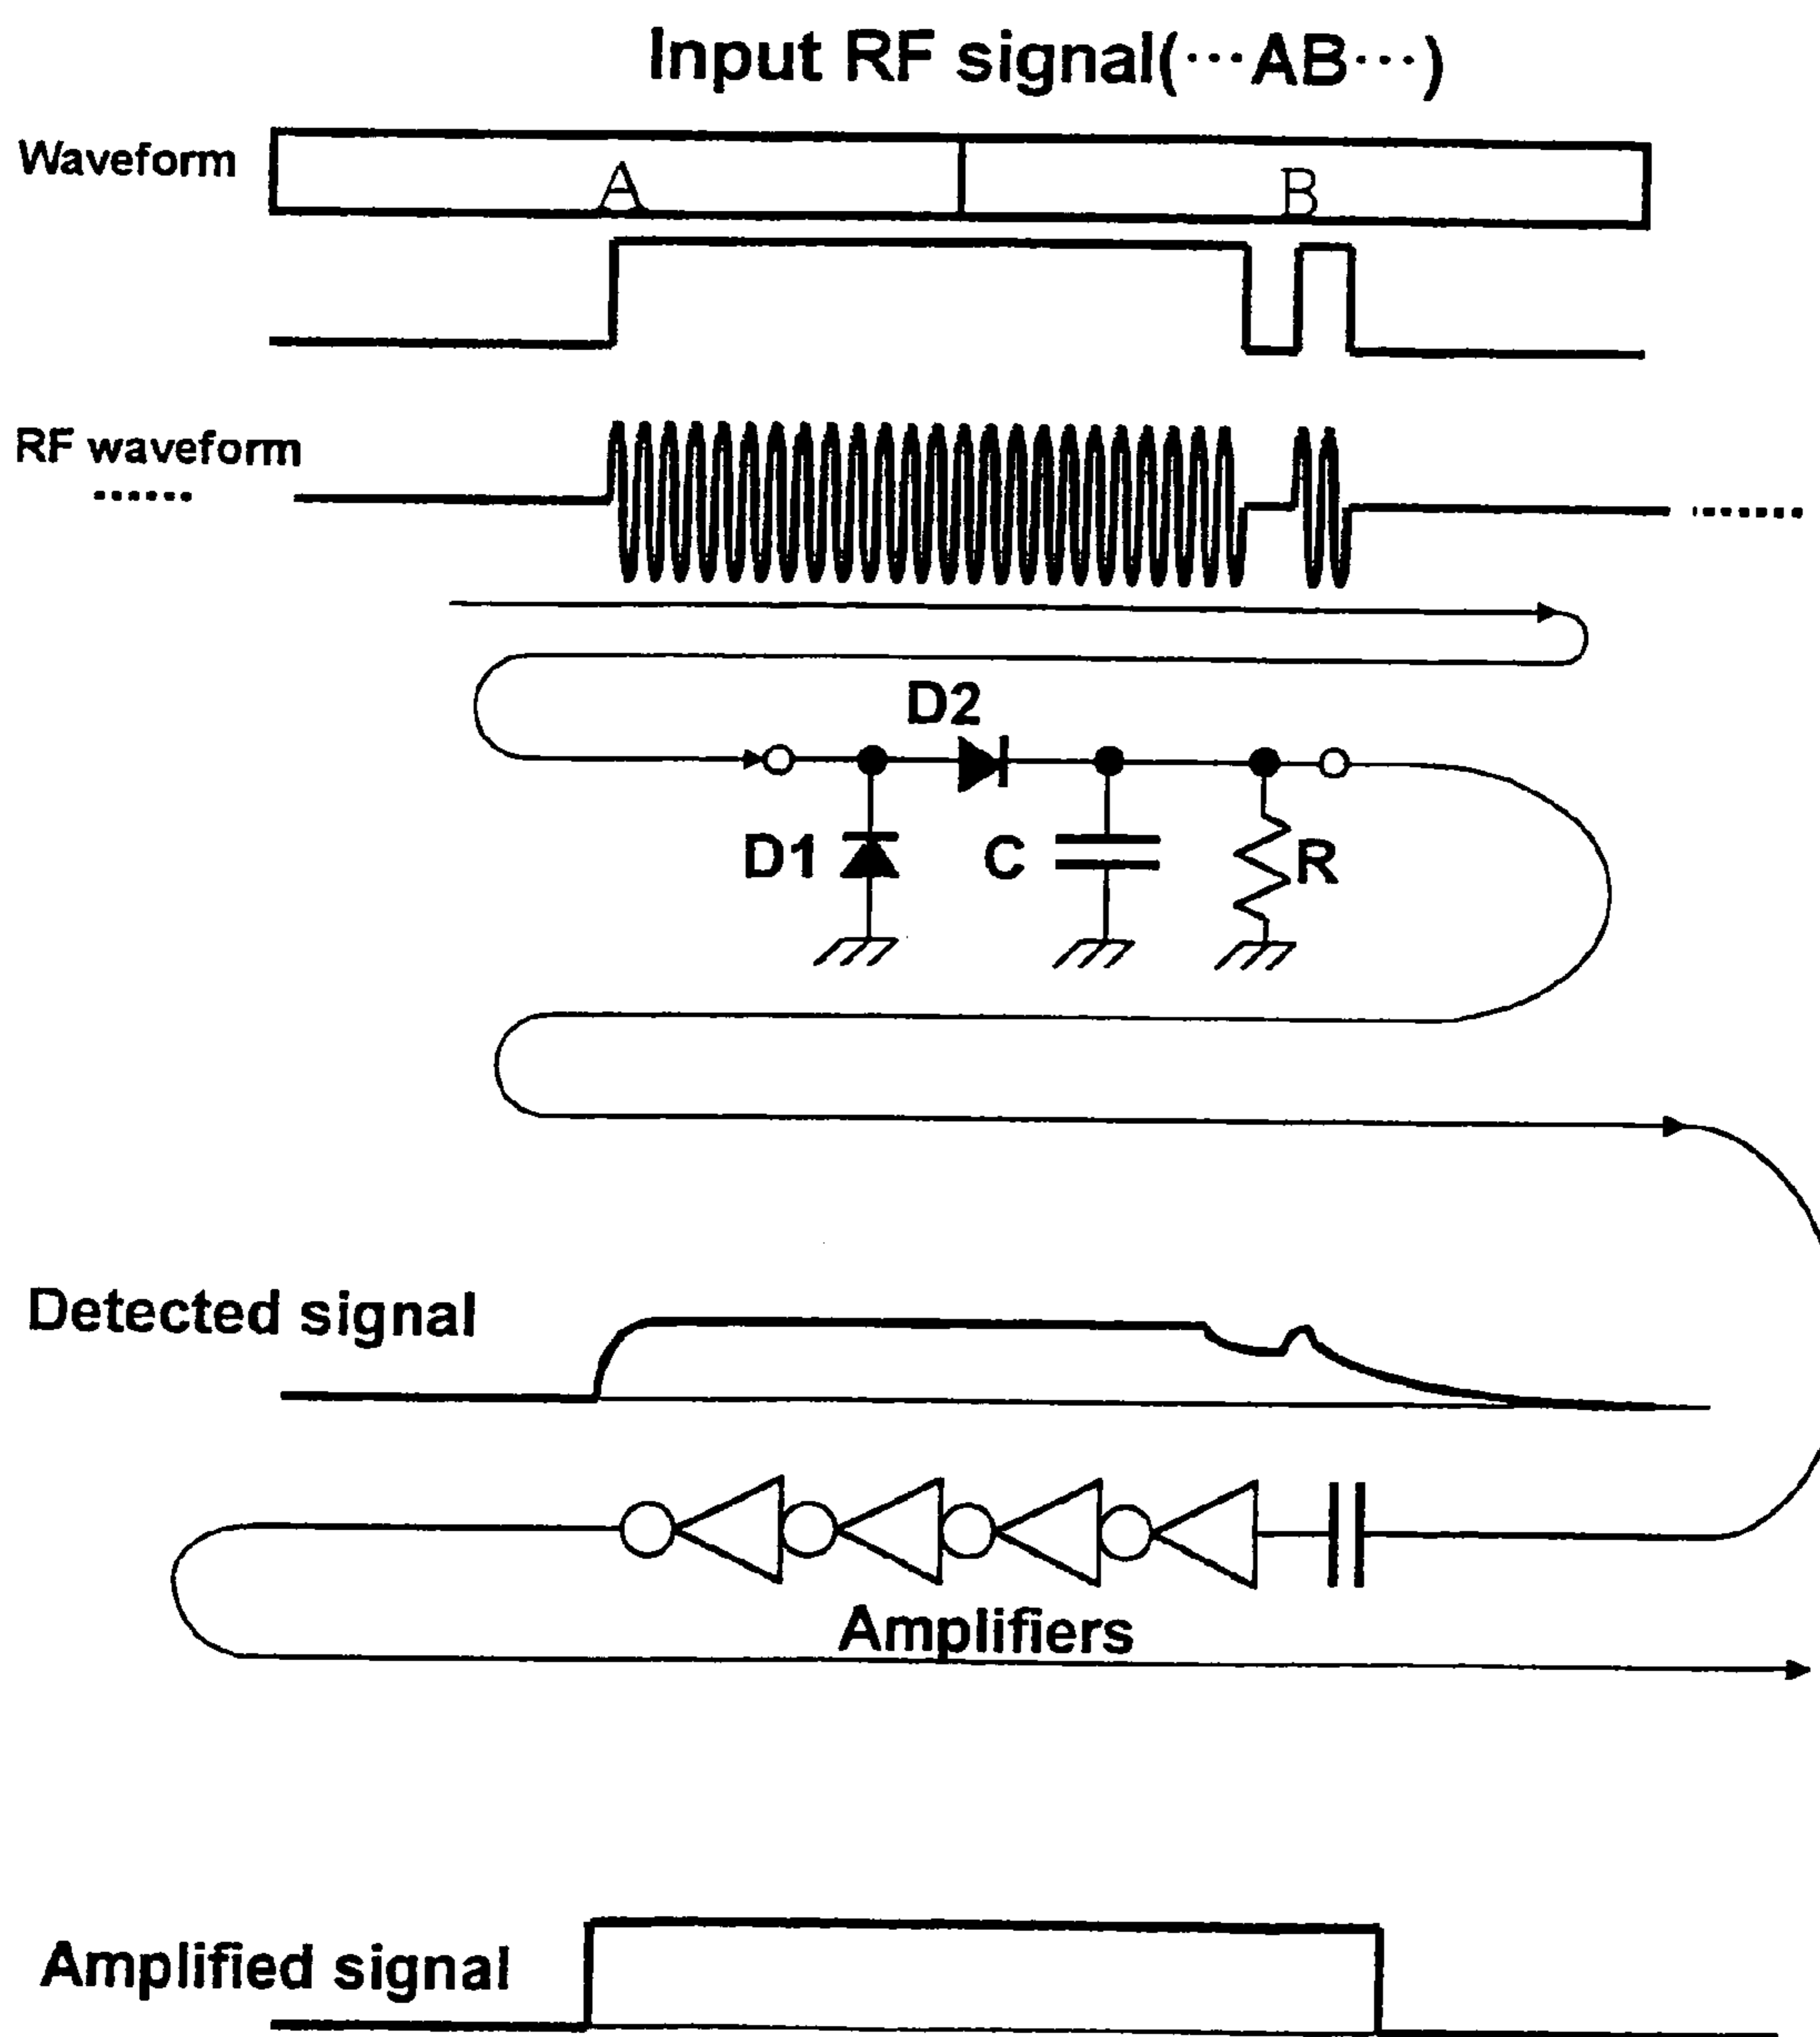 Input RF signal(···AB···)
Waveform
A
B
RF waveform
D2
D1
C
R
Detected signal
Amplifiers
Amplified signal